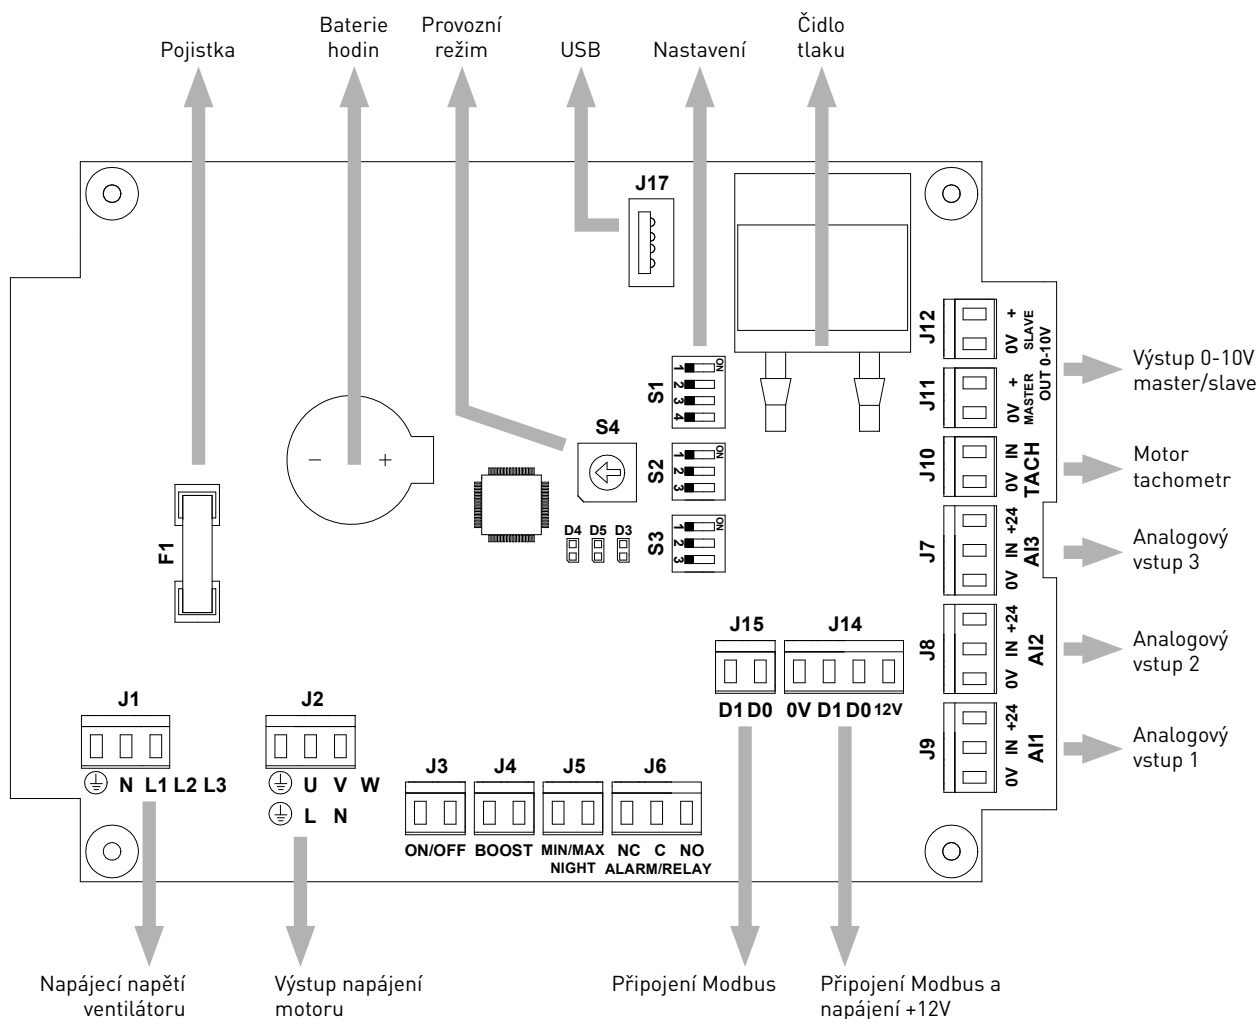 Pojistka
Baterie
hodin
Provozní
režim
USB
Nastavení
Čidlo
tlaku
J17
J12
0V +
SLAVE
OUT 0-10V
J11
0V +
MASTER
Výstup 0-10V
master/slave
S1
ON
1
2
3
4
S4
S2
ON
1
2
3
J10
0V IN
TACH
Motor
tachometr
− +
F1
D4 D5 D3
S3
ON
1
2
3
J7
0V IN +24
AI3
Analogový
vstup 3
J15
J14
D1 D0
0V D1 D0 12V
J8
0V IN +24
AI2
Analogový
vstup 2
J9
0V IN +24
AI1
Analogový
vstup 1
J1
N L1 L2 L3
J2
U V W
L N
J3
ON/OFF
J4
BOOST
J5
MIN/MAX
NIGHT
J6
NC C NO
ALARM/RELAY
Napájecí napětí
ventilátoru
Výstup napájení
motoru
Připojení Modbus
Připojení Modbus a
napájení +12V